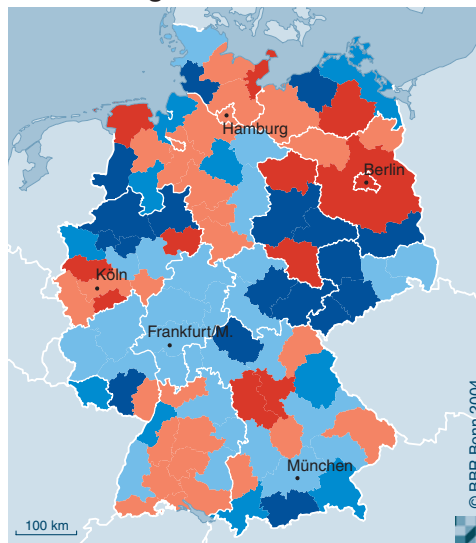 Hamburg
Berlin
Köln
Frankfurt/M.
München
100 km
© BBR Bonn 2004